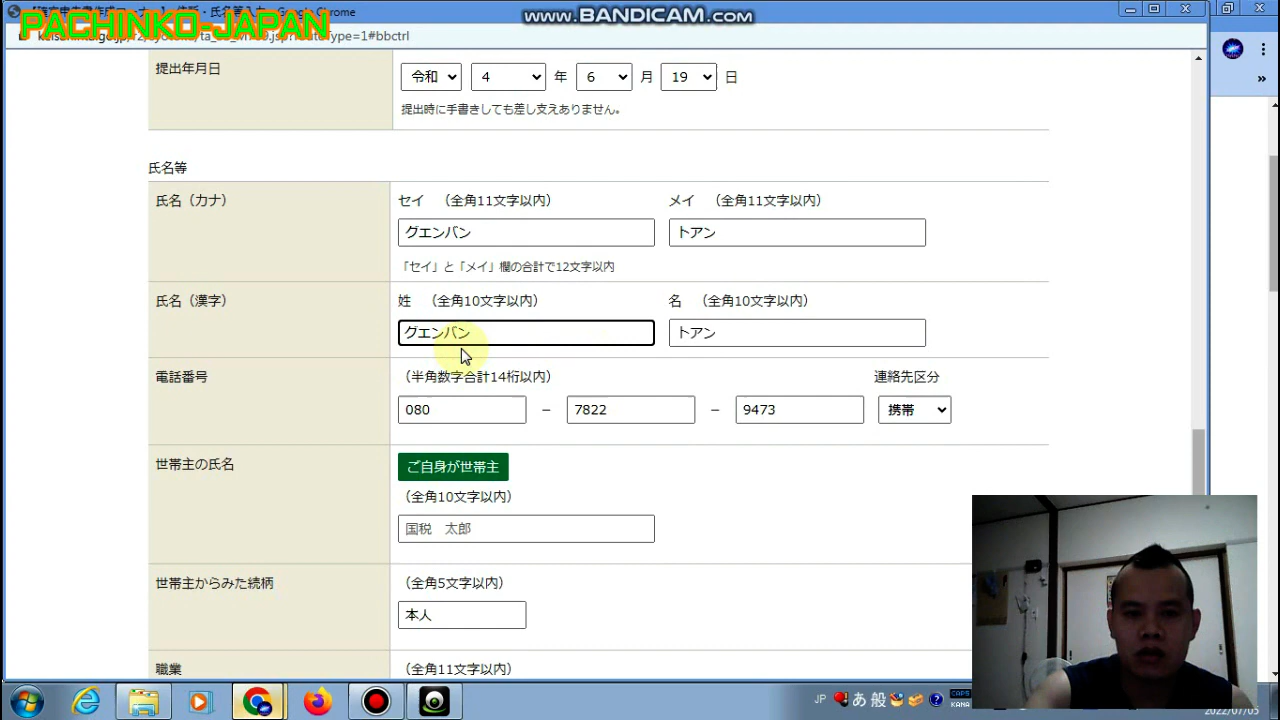 PACHINKO-JAPAN
www.BANDICAM.com
Chrome
提出年月日
令和 4 年 6 月 19 日
提出時に手書きしても差し支えありません。
氏名等
氏名（カナ） セイ （全角11文字以内） メイ （全角11文字以内）
グエンバン トアン
「セイ」と「メイ」欄の合計で12文字以内
氏名（漢字） 姓 （全角10文字以内） 名 （全角10文字以内）
グエンバン トアン
電話番号 （半角数字合計14桁以内） 連絡先区分
080 － 7822 － 9473 携帯
世帯主の氏名 ご自身が世帯主
（全角10文字以内）
国税 太郎
世帯主からみた続柄 （全角5文字以内）
本人
職業 （全角11文字以内）
JP あ 般 CAPS
KANA
2022/07/03